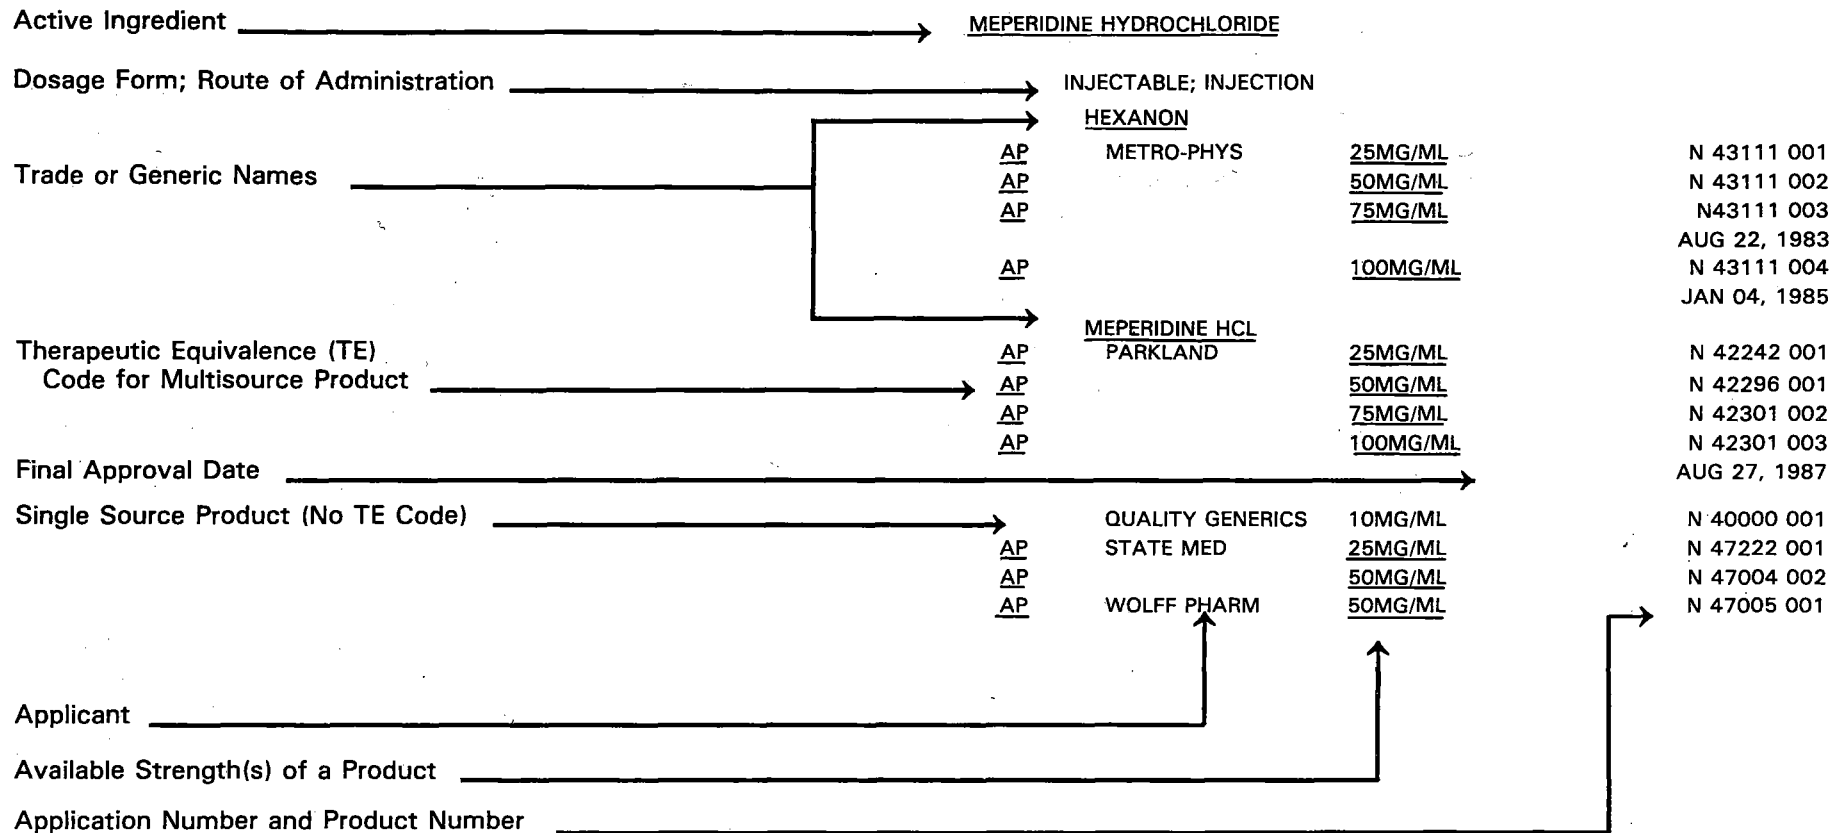 Active Ingredient MEPERIDINE HYDROCHLORIDE
Dosage Form; Route of Administration INJECTABLE; INJECTION
HEXANON
AP METRO-PHYS 25MG/ML N 43111 001
Trade or Generic Names AP 50MG/ML N 43111 002
AP 75MG/ML N43111 003
AUG 22, 1983
AP 100MG/ML N 43111 004
JAN 04, 1985
MEPERIDINE HCL
Therapeutic Equivalence (TE) AP PARKLAND 25MG/ML N 42242 001
Code for Multisource Product AP 50MG/ML N 42296 001
AP 75MG/ML N 42301 002
AP 100MG/ML N 42301 003
Final Approval Date AUG 27, 1987
Single Source Product (No TE Code) QUALITY GENERICS 10MG/ML N 40000 001
AP STATE MED 25MG/ML N 47222 001
AP 50MG/ML N 47004 002
AP WOLFF PHARM 50MG/ML N 47005 001
Applicant
Available Strength(s) of a Product
Application Number and Product Number